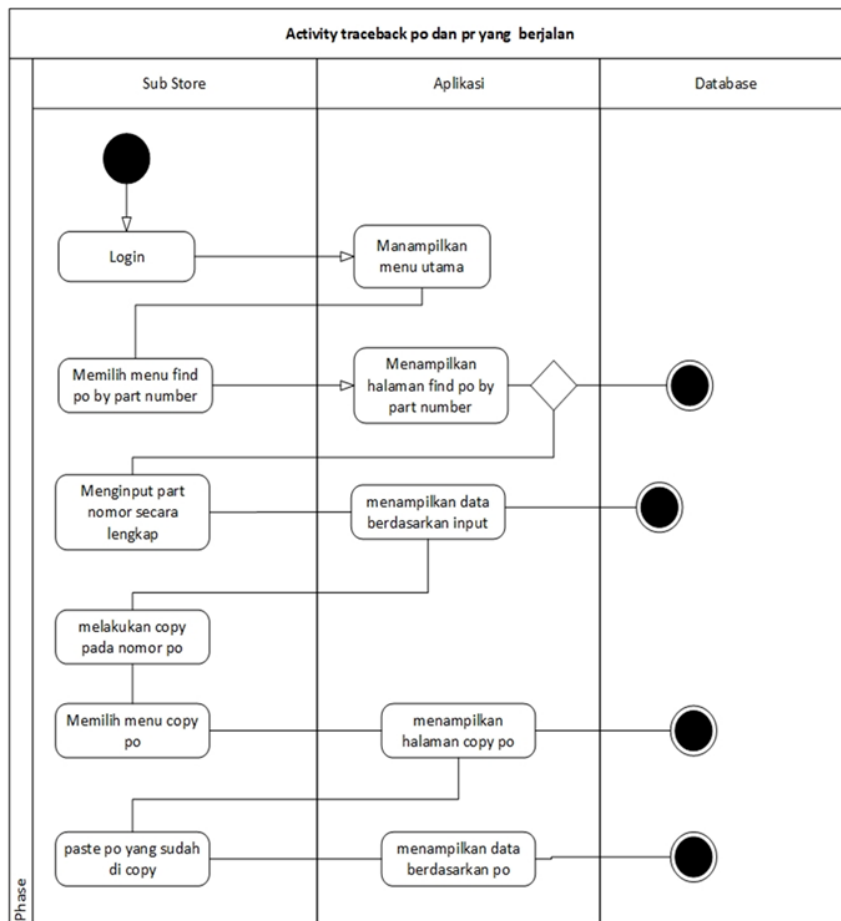 Activity traceback po dan pr yang berjalan
Sub Store
Aplikasi
Database
Login
Manampilkan
menu utama
Memilih menu find
po by part number
Menampilkan
halaman find po by
part number
Menginput part
nomor secara
lengkap
menampilkan data
berdasarkan input
melakukan copy
pada nomor po
Memilih menu copy
po
menampilkan
halaman copy po
paste po yang sudah
di copy
menampilkan data
berdasarkan po
Phase